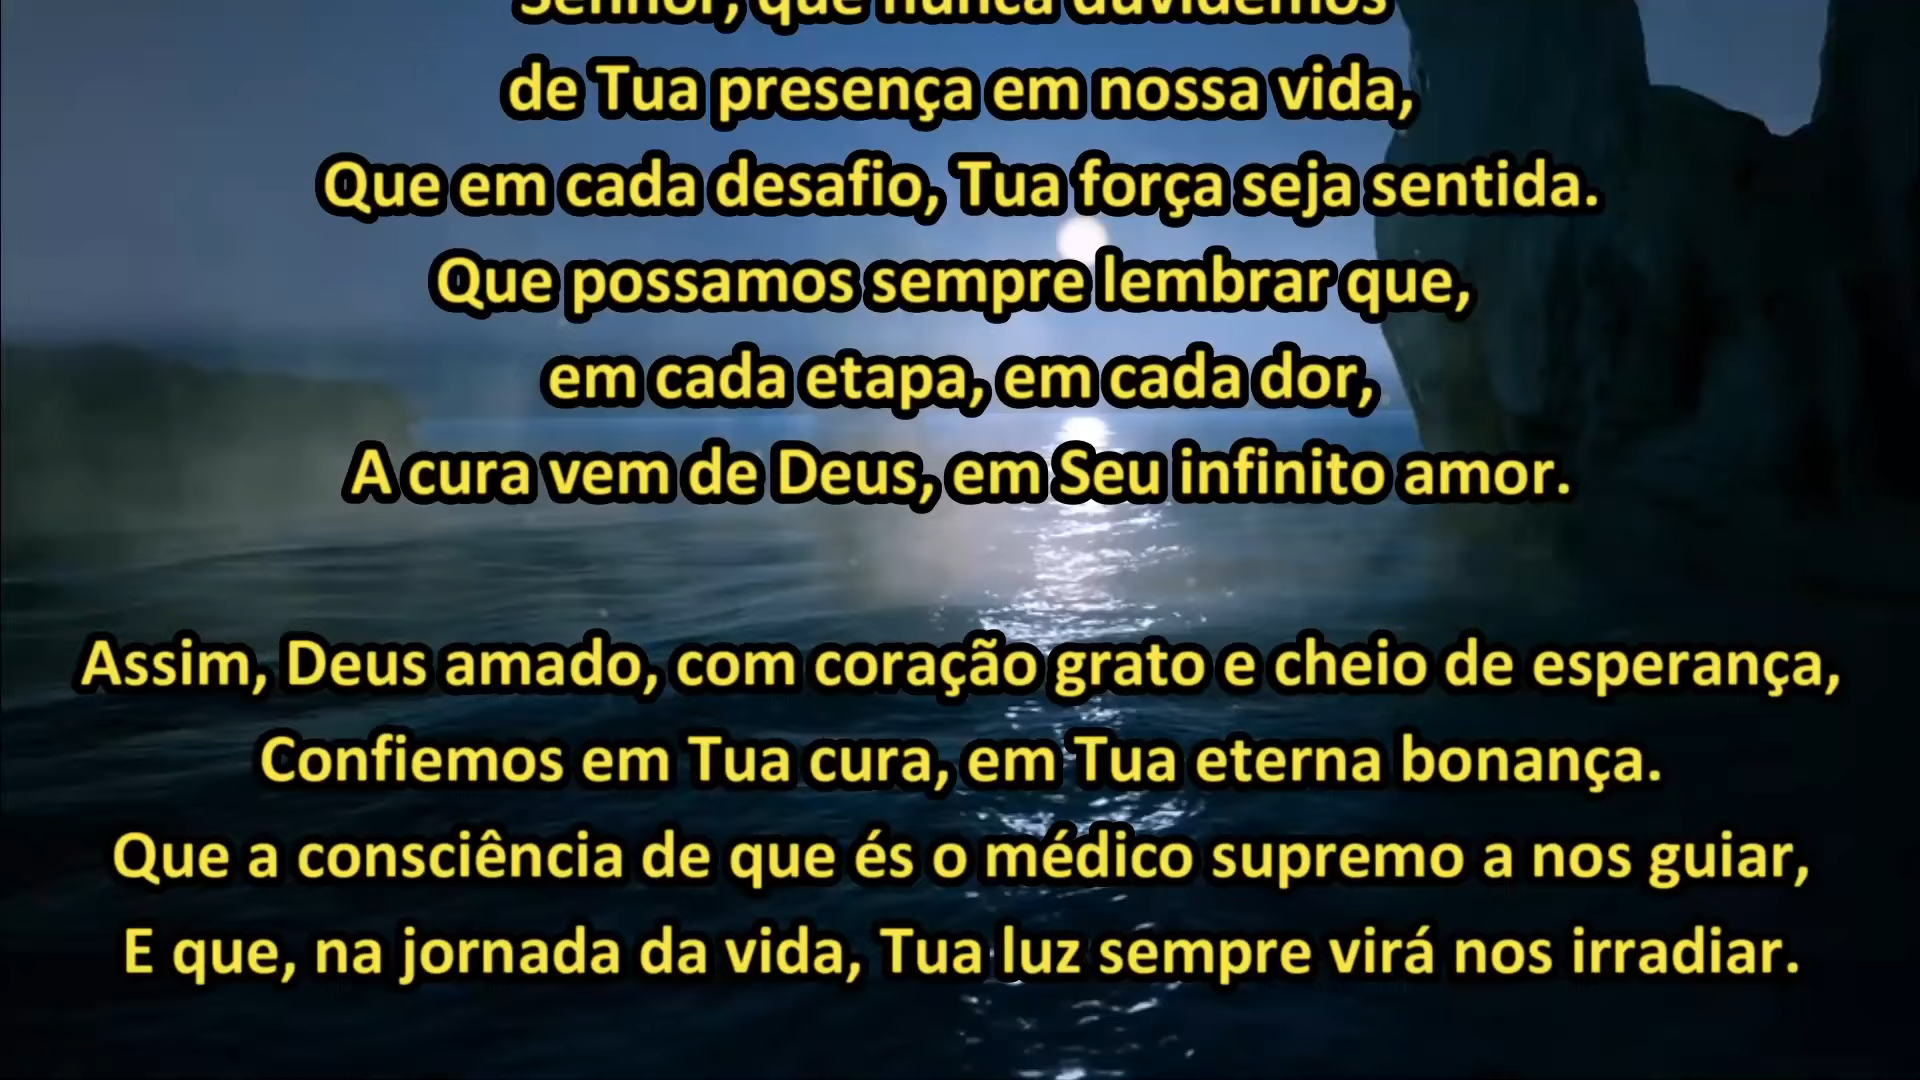 Senhor, que nunca duvidemos
de Tua presença em nossa vida,
Que em cada desafio, Tua força seja sentida.
Que possamos sempre lembrar que,
em cada etapa, em cada dor,
A cura vem de Deus, em Seu infinito amor.
Assim, Deus amado, com coração grato e cheio de esperança,
Confiemos em Tua cura, em Tua eterna bonança.
Que a consciência de que és o médico supremo a nos guiar,
E que, na jornada da vida, Tua luz sempre virá nos irradiar.